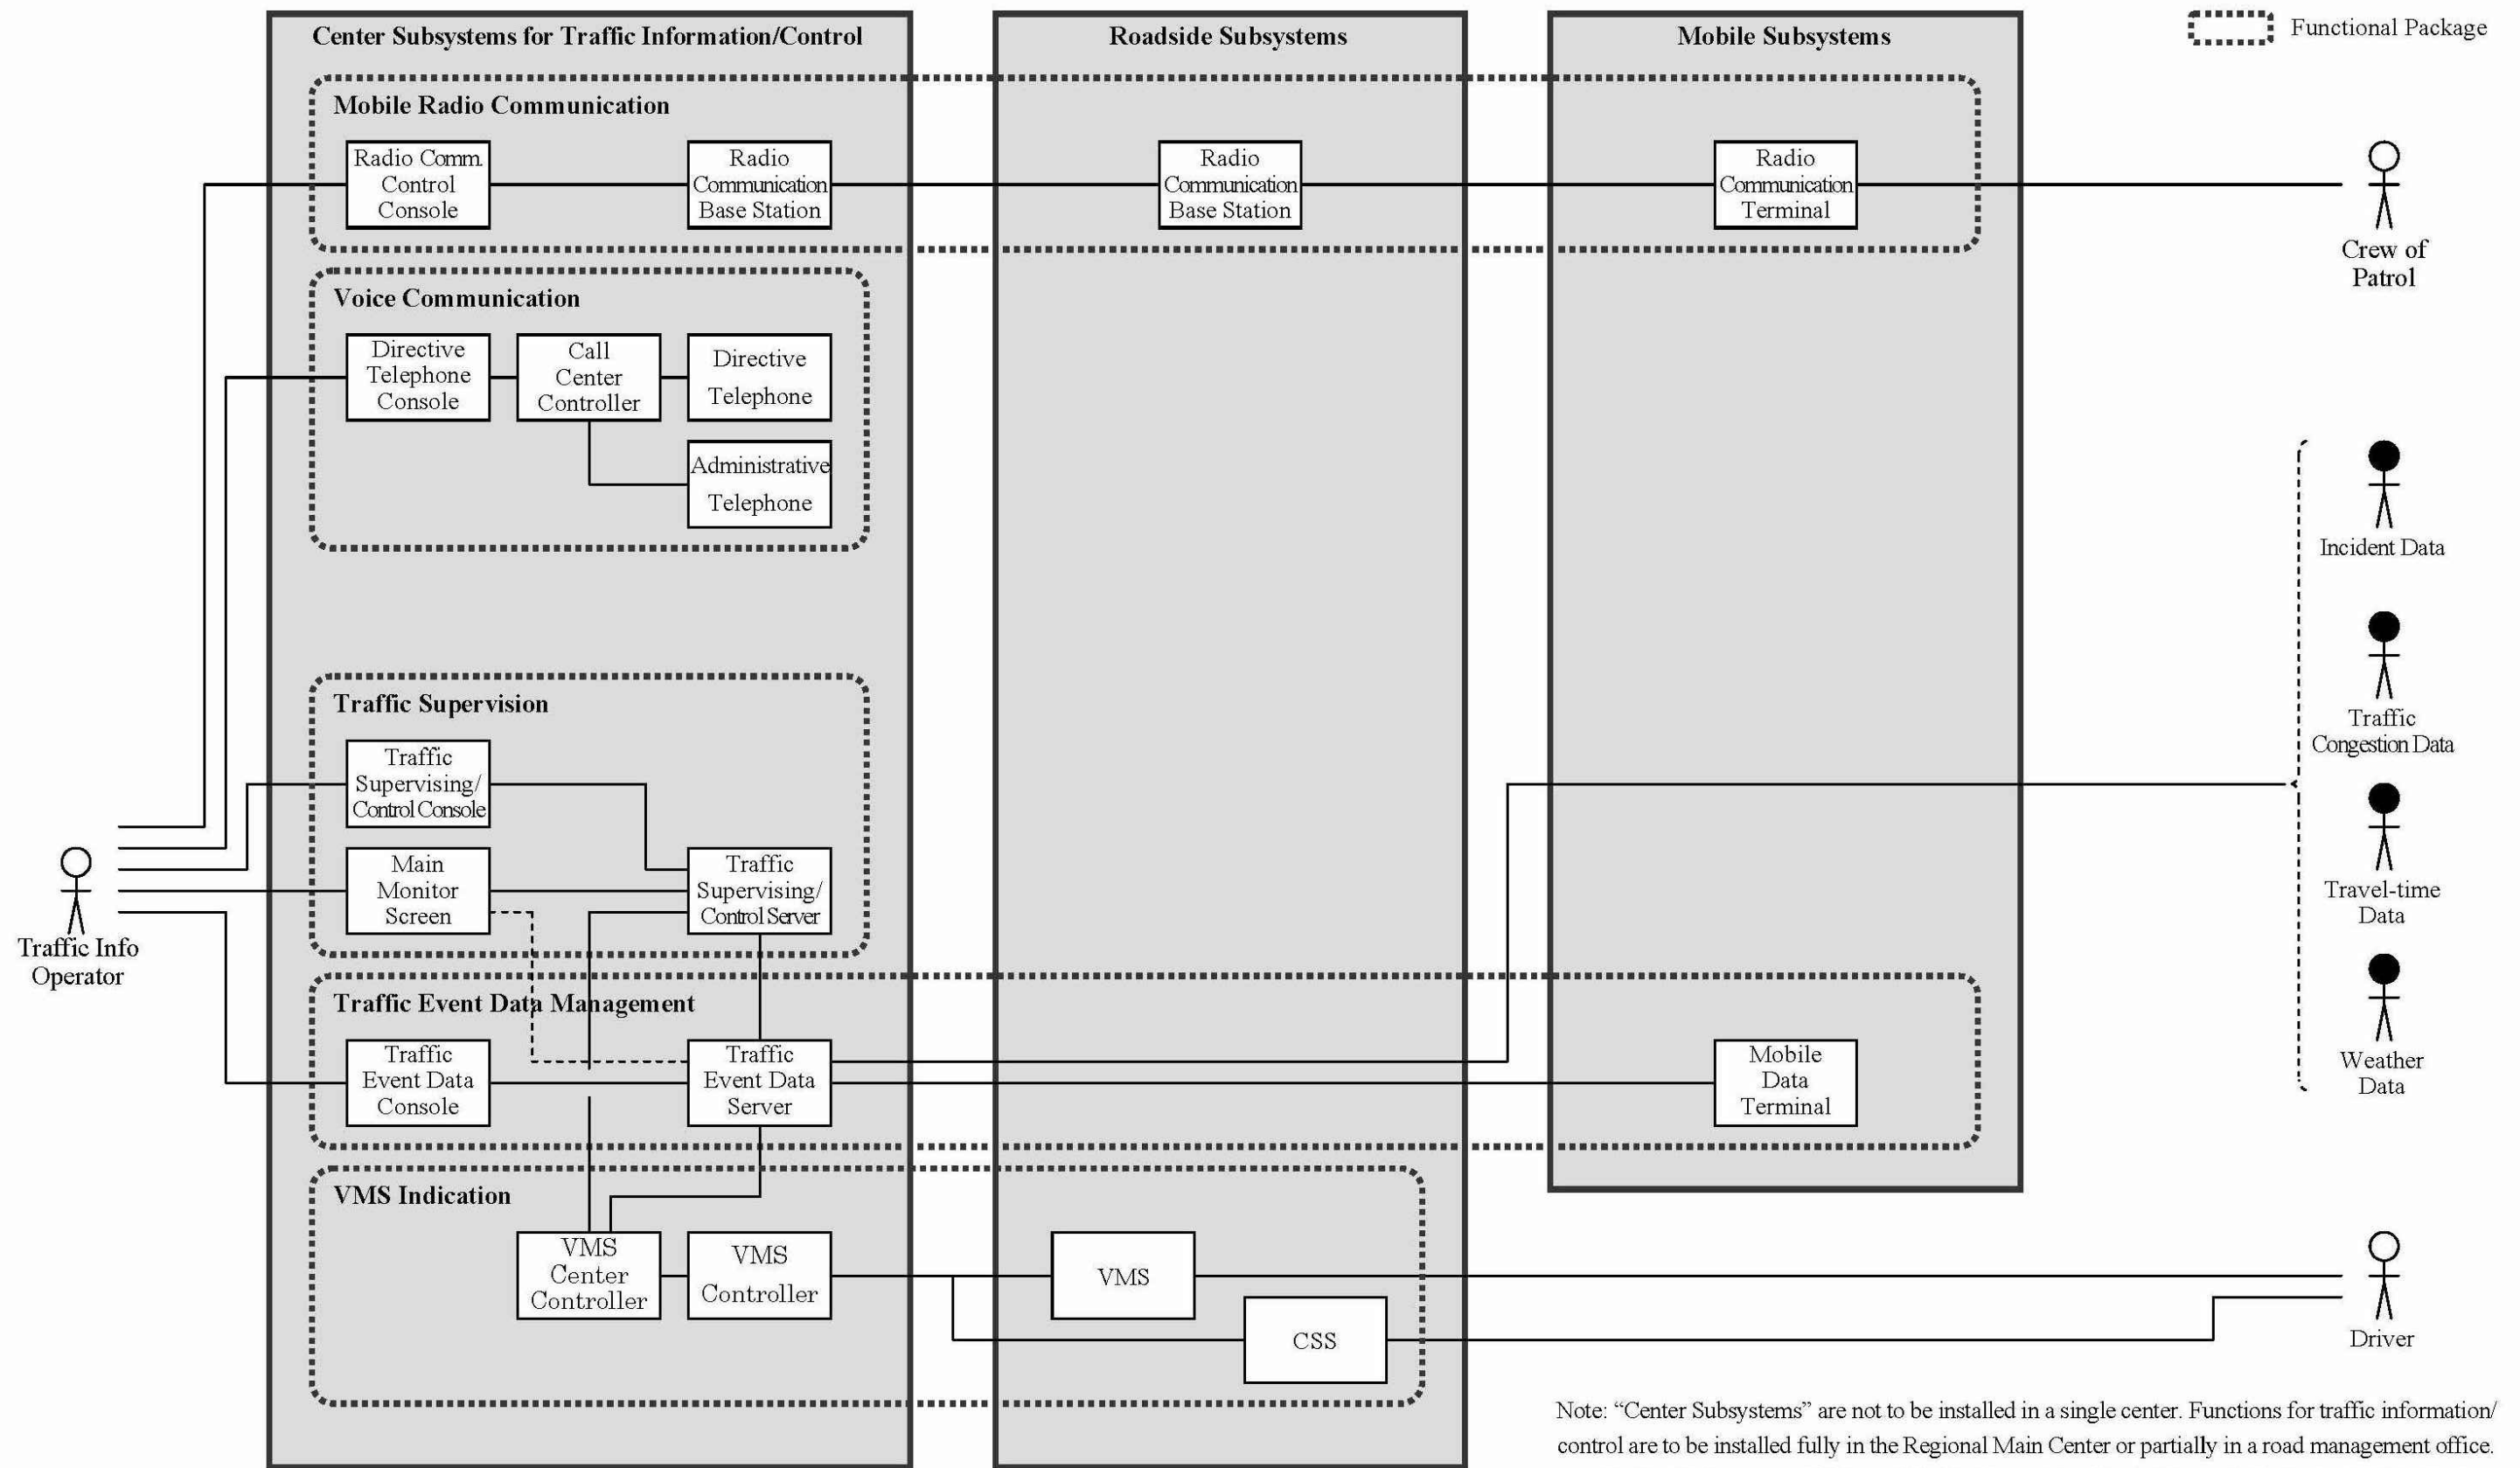 Center Subsystems for Traffic Information/Control
Roadside Subsystems
Mobile Subsystems
Functional Package
Mobile Radio Communication
Radio Comm.
Control
Console
Radio
Communication
Base Station
Radio
Communication
Base Station
Radio
Communication
Terminal
Crew of
Patrol
Voice Communication
Directive
Telephone
Console
Call
Center
Controller
Directive
Telephone
Administrative
Telephone
Incident Data
Traffic
Congestion Data
Travel-time
Data
Weather
Data
Traffic Supervision
Traffic
Supervising/
Control Console
Main
Monitor
Screen
Traffic
Supervising/
Control Server
Traffic Info
Operator
Traffic Event Data Management
Traffic
Event Data
Console
Traffic
Event Data
Server
Mobile
Data
Terminal
VMS Indication
VMS
Center
Controller
VMS
Controller
VMS
CSS
Driver
Note: “Center Subsystems” are not to be installed in a single center. Functions for traffic information/
control are to be installed fully in the Regional Main Center or partially in a road management office.